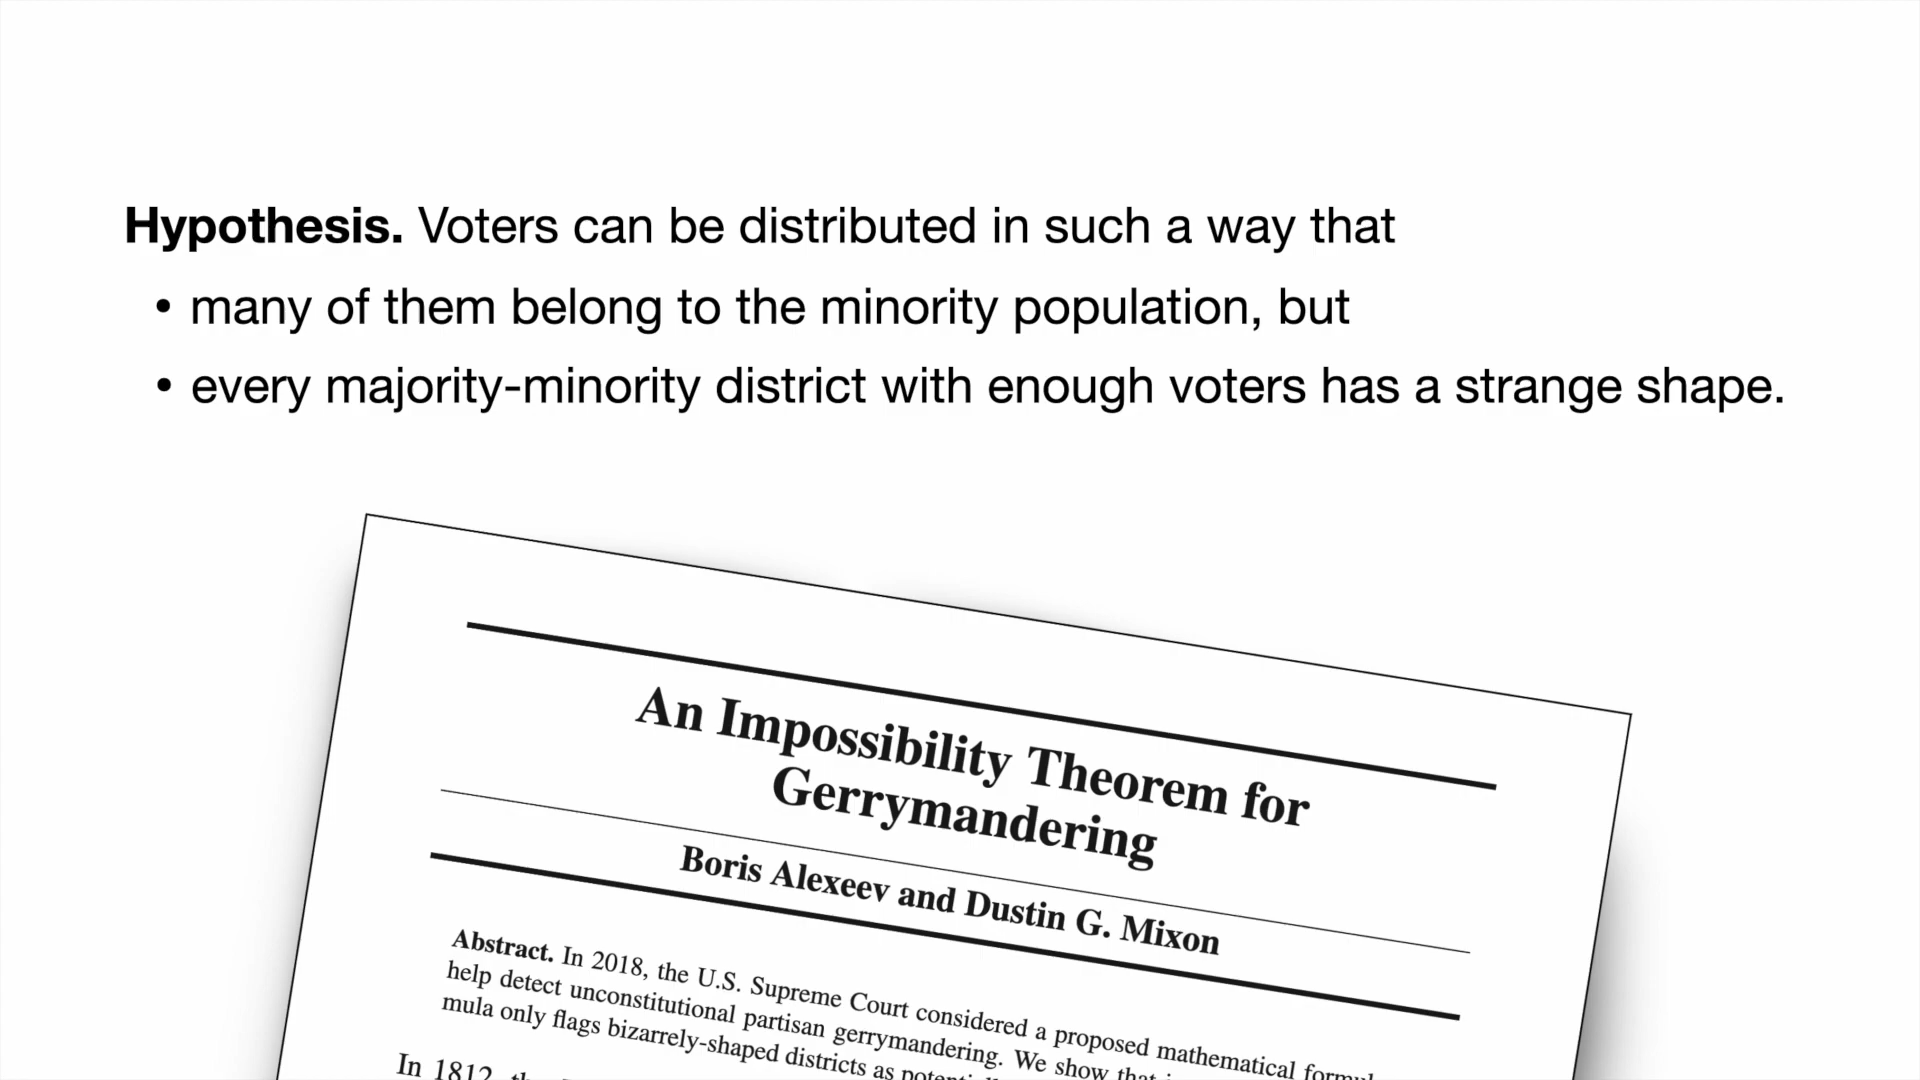 Hypothesis. Voters can be distributed in such a way that
• many of them belong to the minority population, but
• every majority-minority district with enough voters has a strange shape.
An Impossibility Theorem for
Gerrymandering
Boris Alexeev and Dustin G. Mixon
Abstract. In 2018, the U.S. Supreme Court considered a proposed mathematical
help detect unconstitutional partisan gerrymandering. We show that
mula only flags bizarrely-shaped districts as
In 1812,